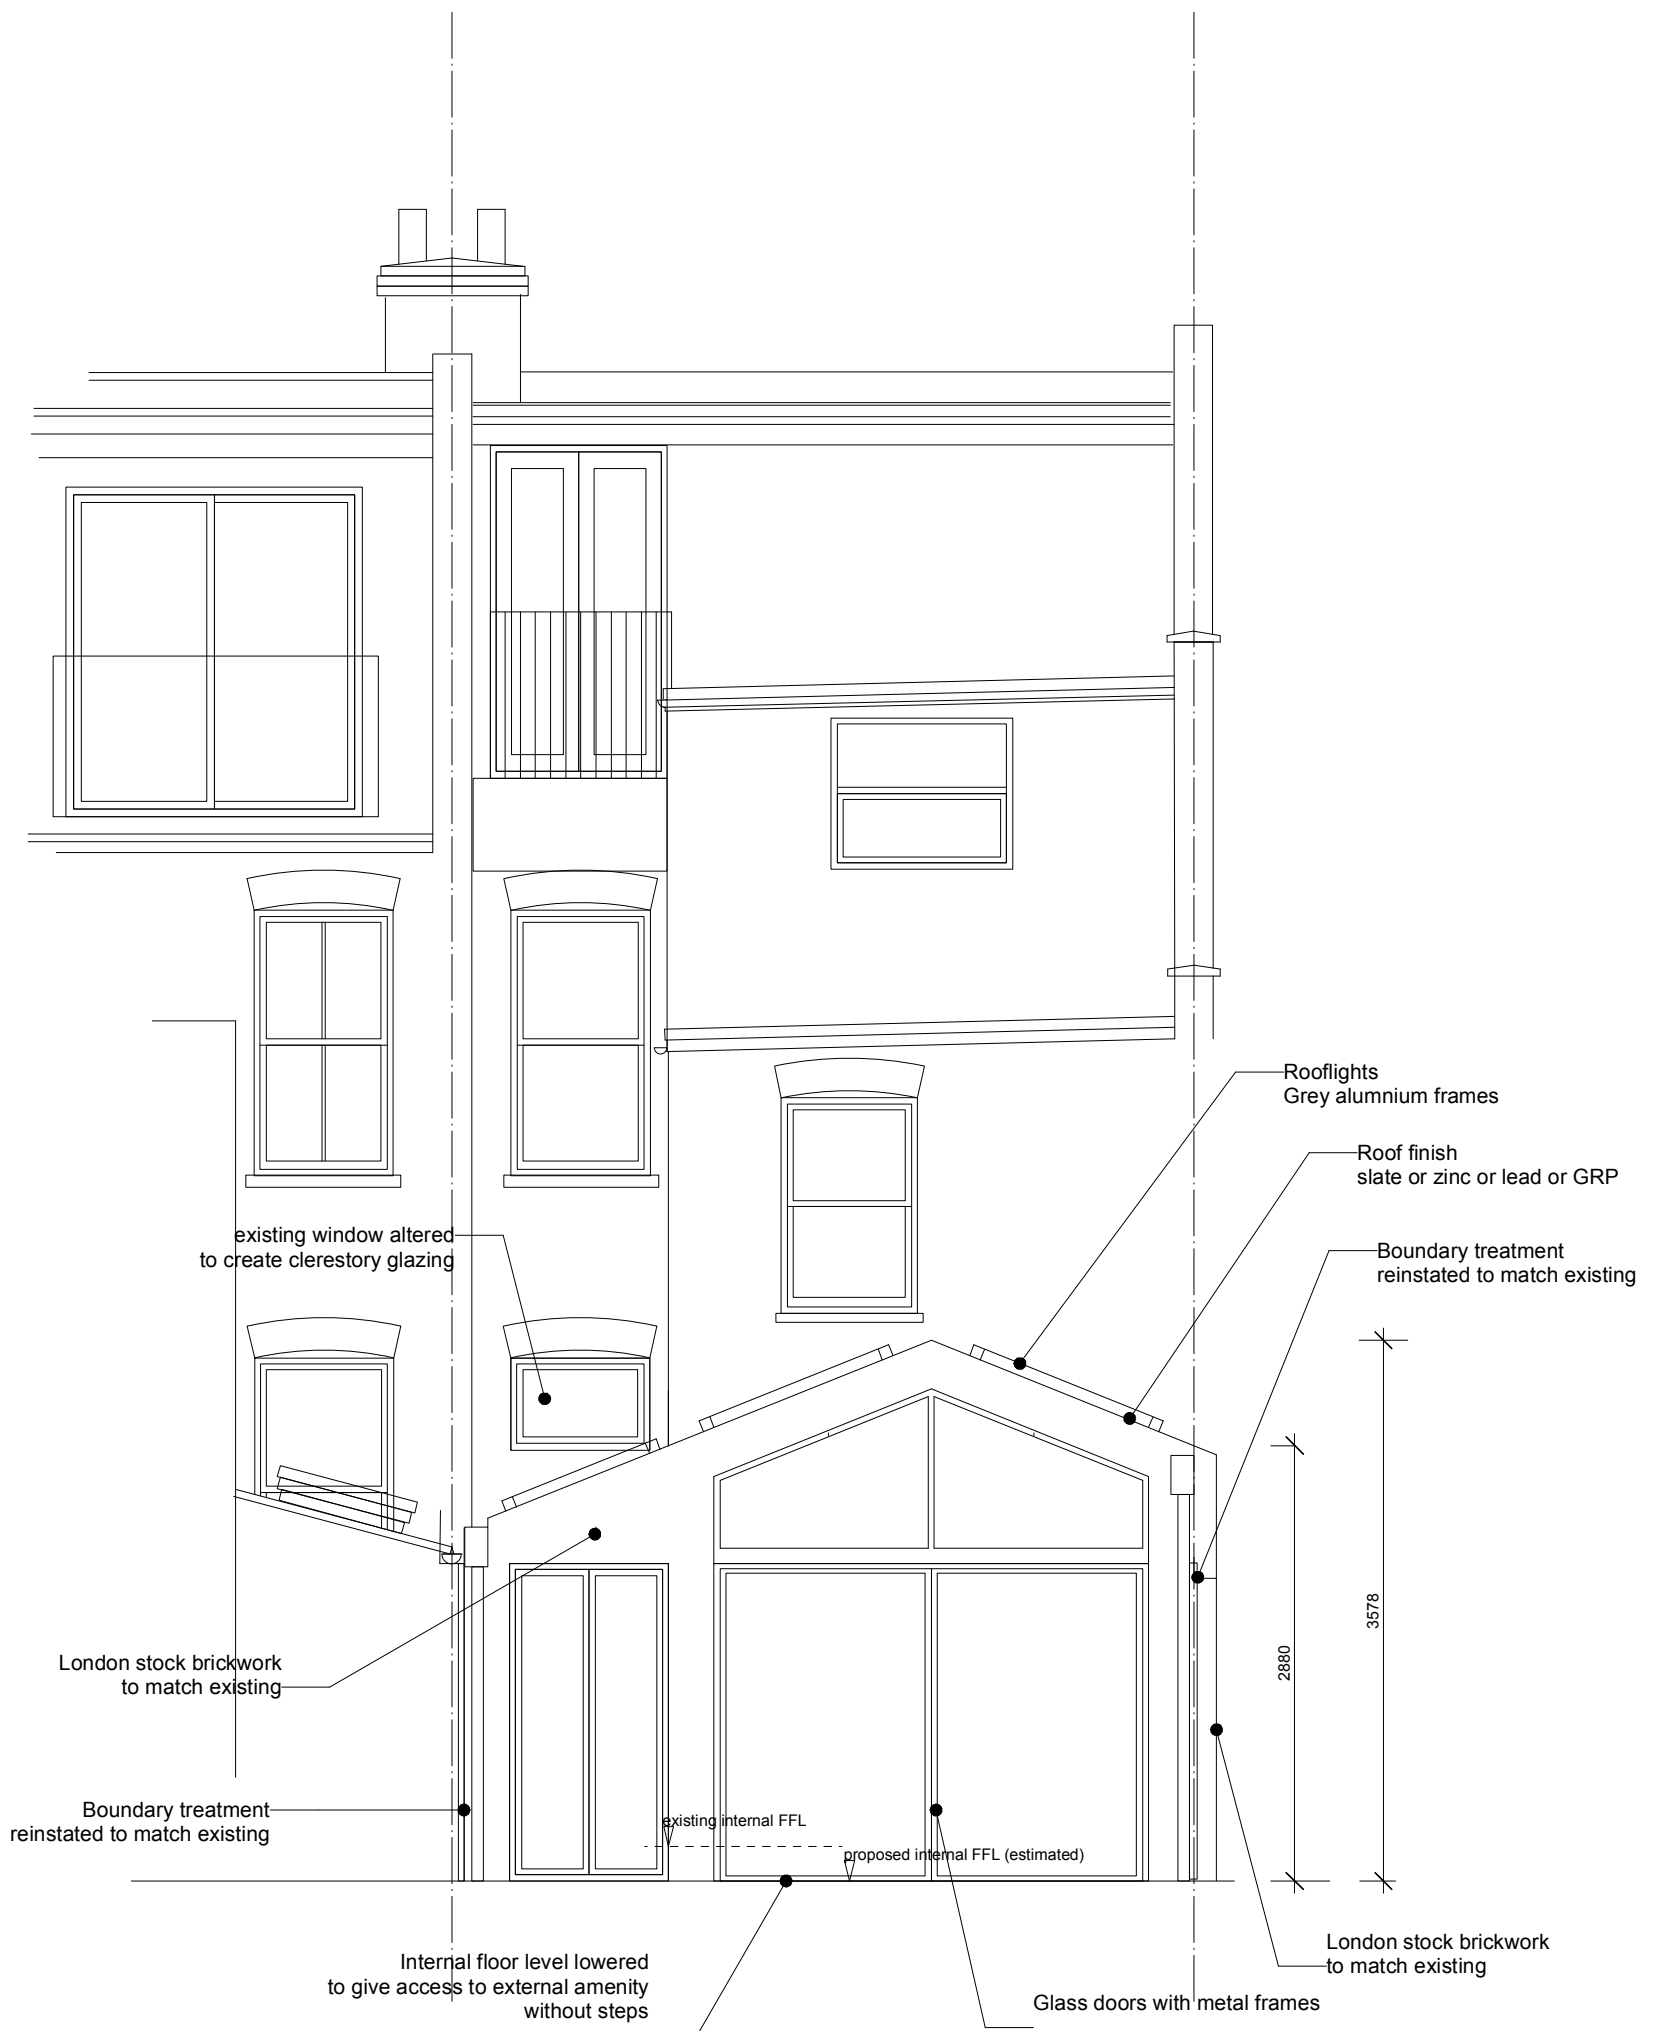 Rooflights
Grey alumnium frames
Roof finish
slate or zinc or lead or GRP
existing window altered
to create clerestory glazing
Boundary treatment
reinstated to match existing
London stock brickwork
to match existing
3578
2880
Boundary treatment
reinstated to match existing
existing internal FFL
proposed internal FFL (estimated)
Internal floor level lowered
to give access to external amenity
without steps
London stock brickwork
to match existing
Glass doors with metal frames